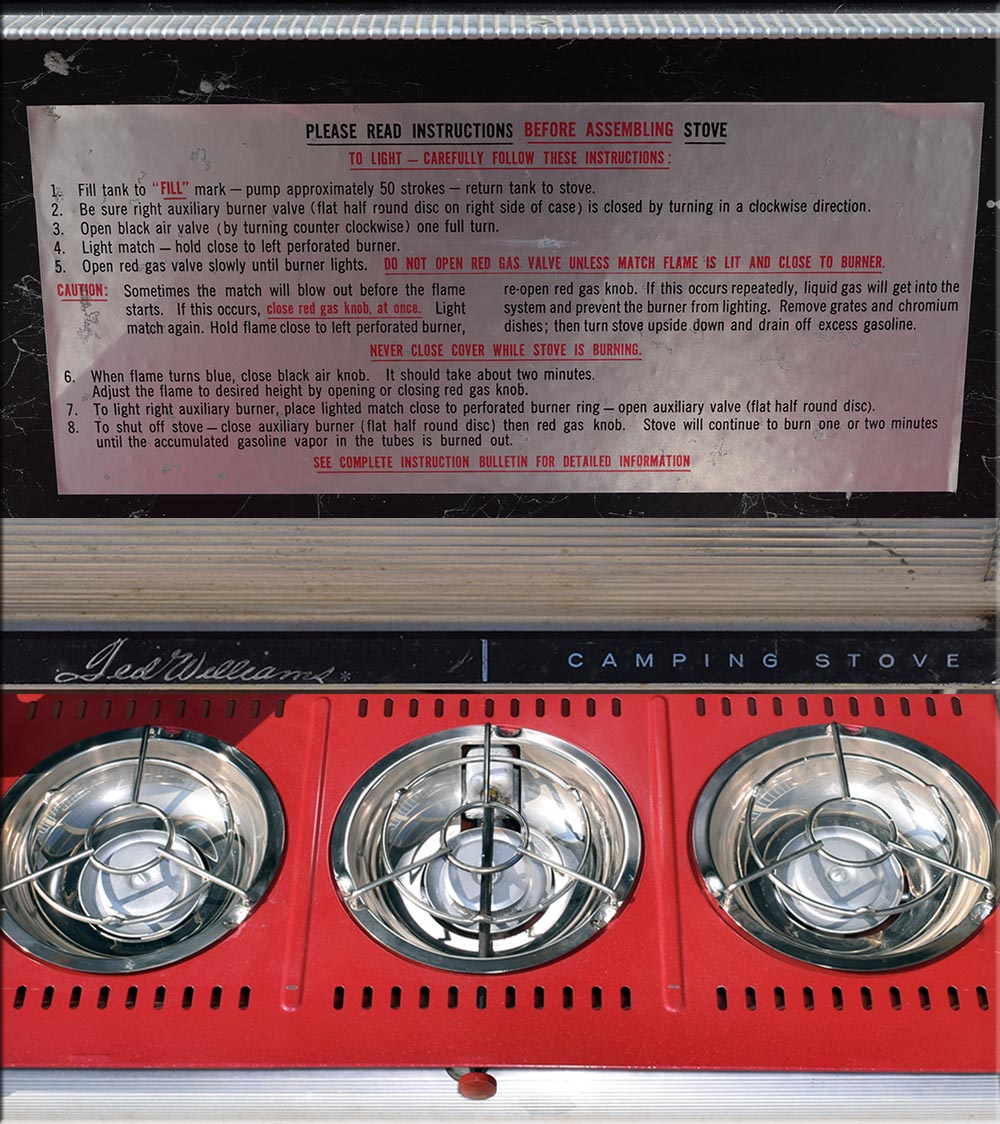 PLEASE READ INSTRUCTIONS BEFORE ASSEMBLING STOVE
TO LIGHT — CAREFULLY FOLLOW THESE INSTRUCTIONS:
1. Fill tank to "FILL" mark — pump approximately 50 strokes — return tank to stove.
2. Be sure right auxiliary burner valve (flat half round disc on right side of case) is closed by turning in a clockwise direction.
3. Open black air valve (by turning counter clockwise) one full turn.
4. Light match — hold close to left perforated burner.
5. Open red gas valve slowly until burner lights. DO NOT OPEN RED GAS VALVE UNLESS MATCH FLAME IS LIT AND CLOSE TO BURNER.
CAUTION: Sometimes the match will blow out before the flame
starts. If this occurs, close red gas knob, at once. Light
match again. Hold flame close to left perforated burner,
re-open red gas knob. If this occurs repeatedly, liquid gas will get into the
system and prevent the burner from lighting. Remove grates and chromium
dishes; then turn stove upside down and drain off excess gasoline.
NEVER CLOSE COVER WHILE STOVE IS BURNING.
6. When flame turns blue, close black air knob. It should take about two minutes.
Adjust the flame to desired height by opening or closing red gas knob.
7. To light right auxiliary burner, place lighted match close to perforated burner ring — open auxiliary valve (flat half round disc).
8. To shut off stove — close auxiliary burner (flat half round disc) then red gas knob. Stove will continue to burn one or two minutes
until the accumulated gasoline vapor in the tubes is burned out.
SEE COMPLETE INSTRUCTION BULLETIN FOR DETAILED INFORMATION
Ted Williams* | CAMPING STOVE